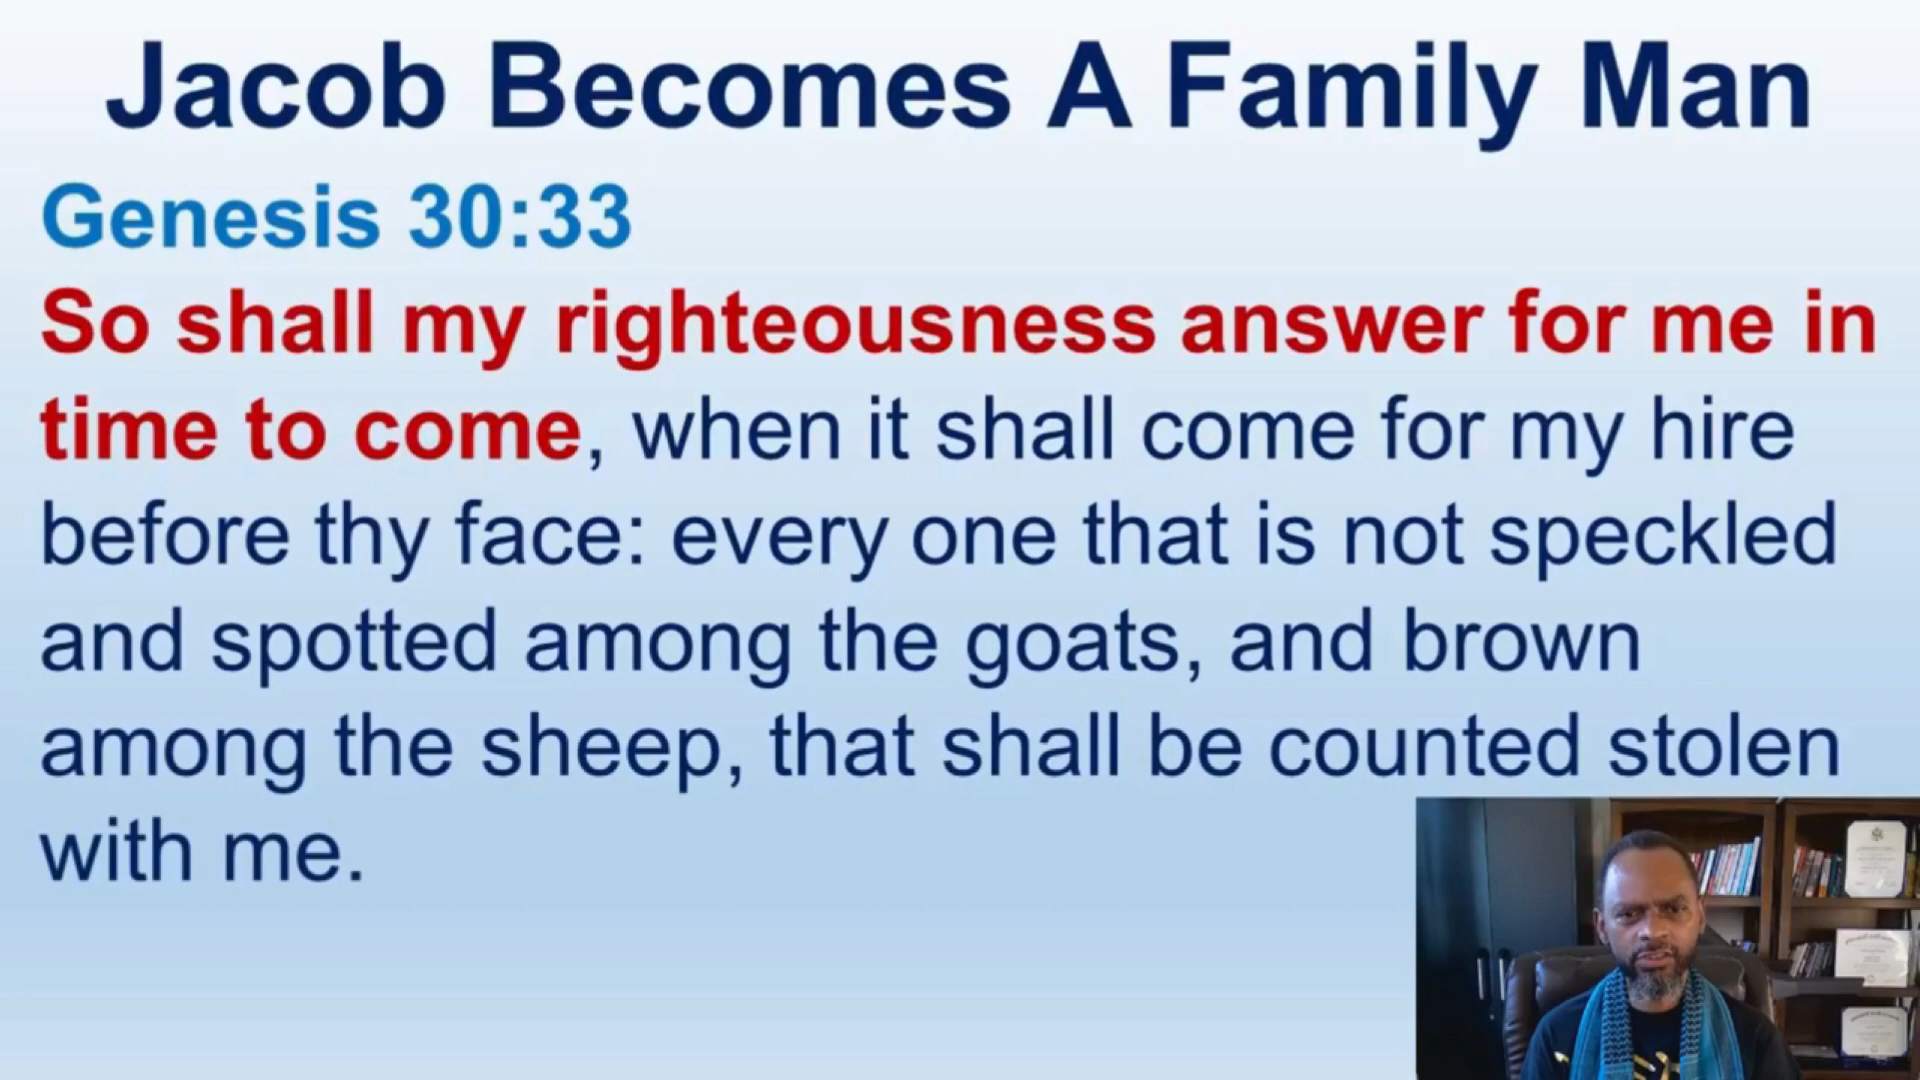 Jacob Becomes A Family Man
Genesis 30:33
So shall my righteousness answer for me in
time to come, when it shall come for my hire
before thy face: every one that is not speckled
and spotted among the goats, and brown
among the sheep, that shall be counted stolen
with me.